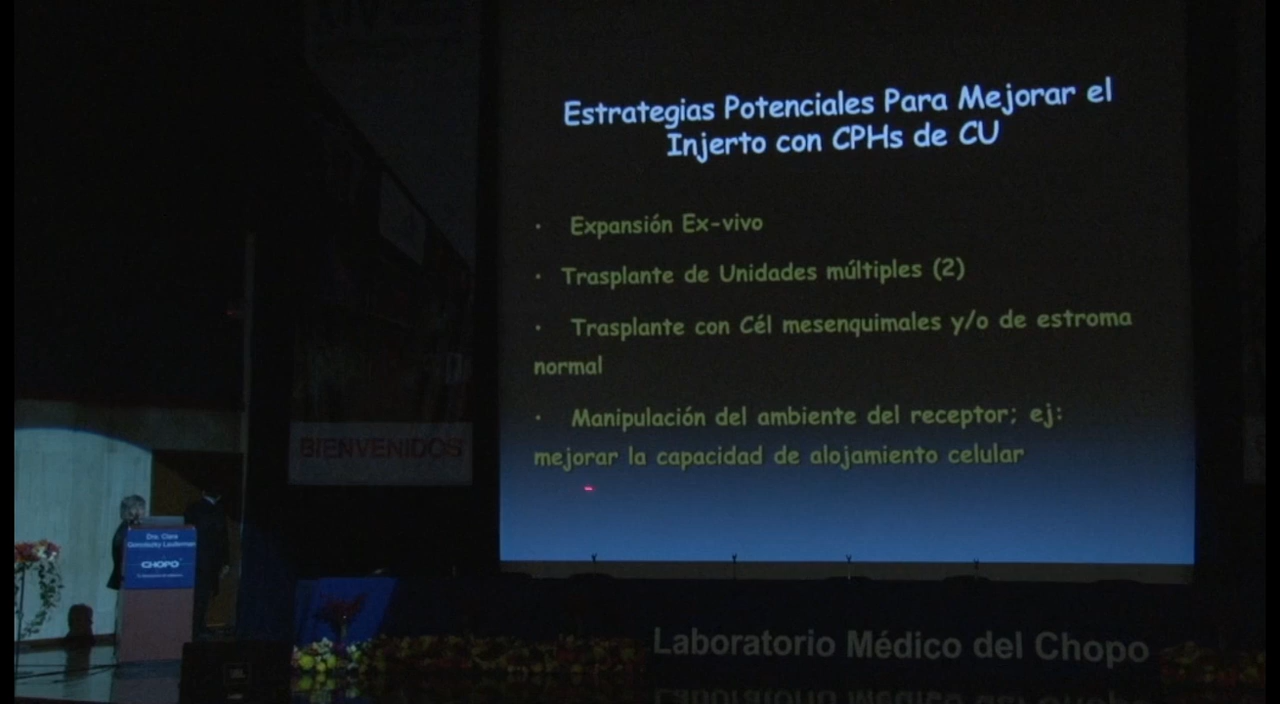 Estrategias Potenciales Para Mejorar el
Injerto con CPHs de CU
· Expansión Ex-vivo
· Trasplante de Unidades múltiples (2)
· Trasplante con Cél mesenquimales y/o de estroma
normal
· Manipulación del ambiente del receptor; ej:
mejorar la capacidad de alojamiento celular
BIENVENIDOS
Dra. Clara
CHOPO
Laboratorio Médico del Chopo